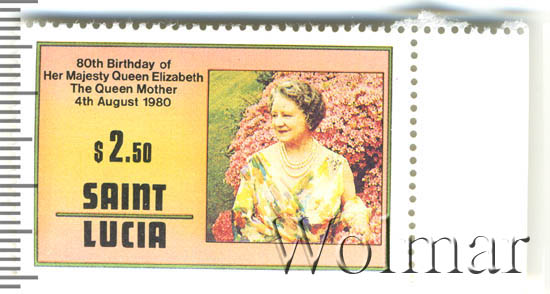 80th Birthday of
Her Majesty Queen Elizabeth
The Queen Mother
4th August 1980
$2.50
SAINT
LUCIA
Wolmar